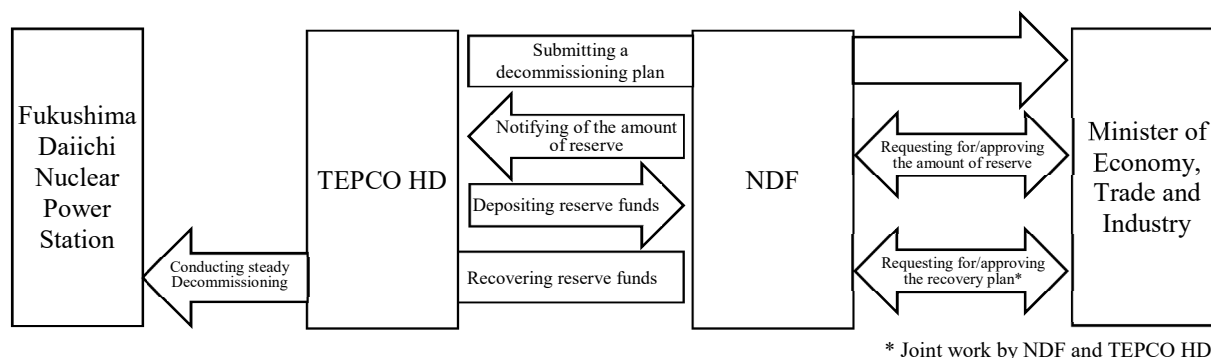 Fukushima
Daiichi
Nuclear
Power
Station
TEPCO HD
Submitting a
decommissioning plan
Notifying of the amount
of reserve
Depositing reserve funds
Recovering reserve funds
Conducting steady
Decommissioning
NDF
Requesting for/approving
the amount of reserve
Requesting for/approving
the recovery plan*
Minister of
Economy,
Trade and
Industry
* Joint work by NDF and TEPCO HD